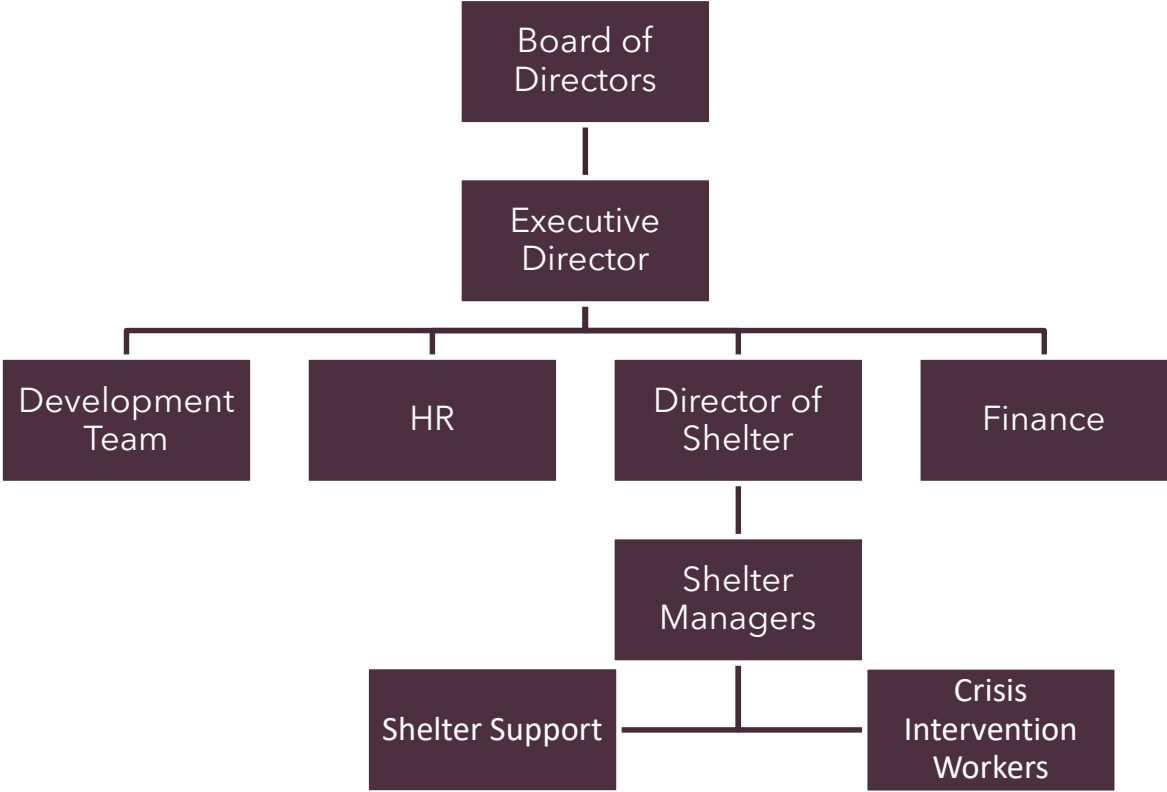 Board of
Directors
Executive
Director
Development
Team
HR
Director of
Shelter
Finance
Shelter
Managers
Shelter Support
Crisis
Intervention
Workers